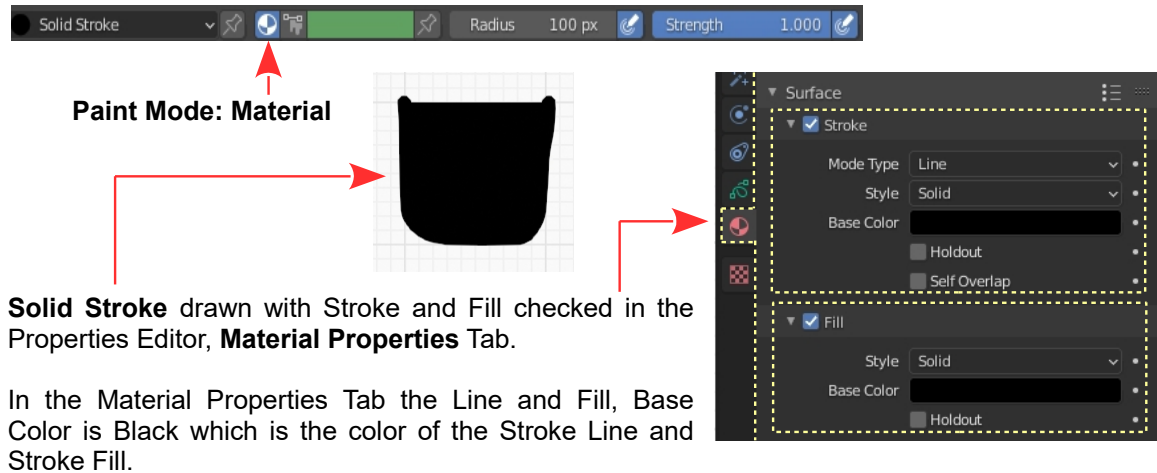 Solid Stroke Radius 100 px Strength 1.000
Paint Mode: Material
Surface
Stroke
Mode Type Line
Style Solid
Base Color
Holdout
Self Overlap
Fill
Style Solid
Base Color
Holdout
Solid Stroke drawn with Stroke and Fill checked in the
Properties Editor, Material Properties Tab.
In the Material Properties Tab the Line and Fill, Base
Color is Black which is the color of the Stroke Line and
Stroke Fill.